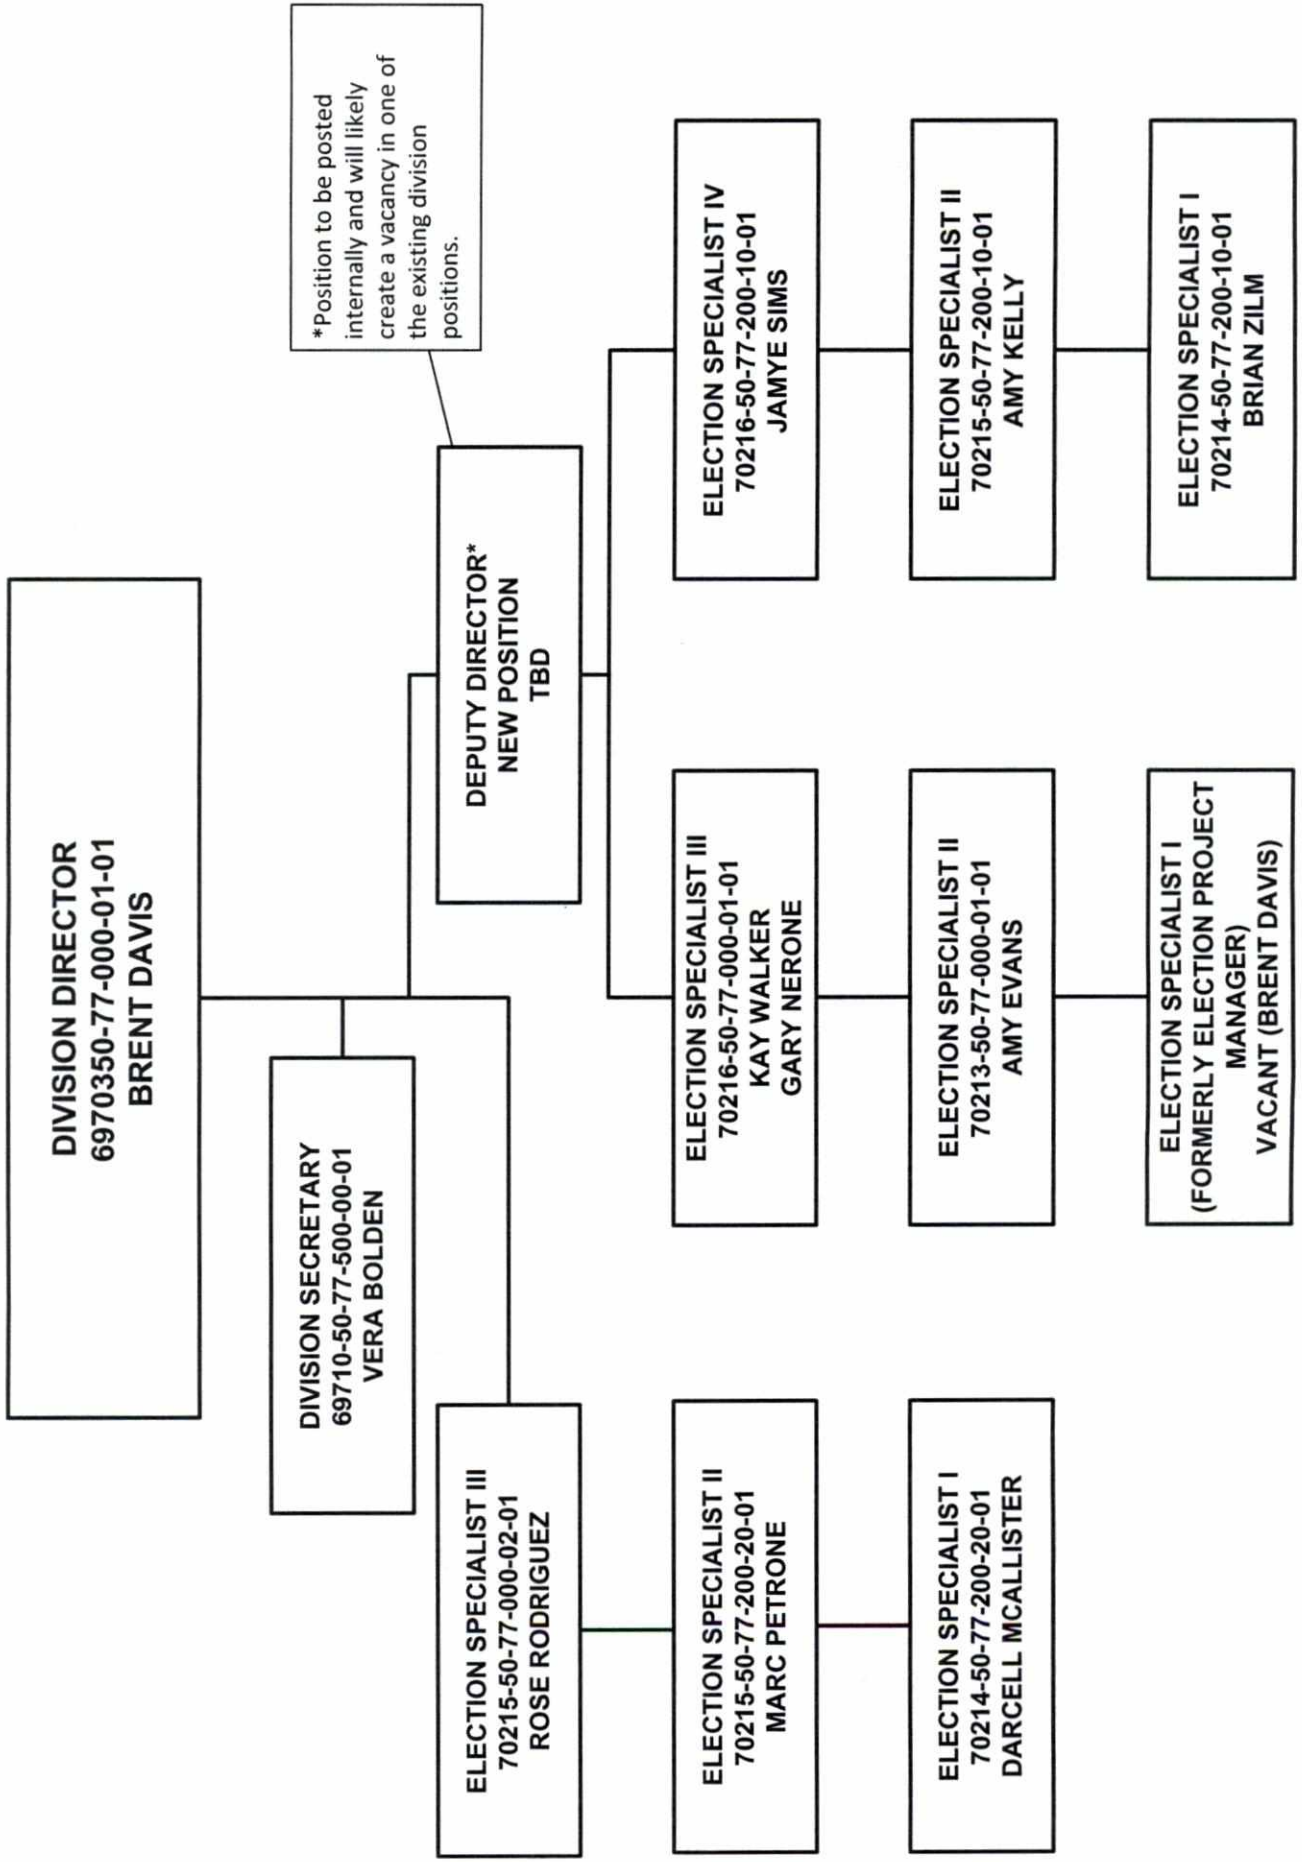 DIVISION DIRECTOR
6970350-77-000-01-01
BRENT DAVIS
DIVISION SECRETARY
69710-50-77-500-00-01
VERA BOLDEN
*Position to be posted
internally and will likely
create a vacancy in one of
the existing division
positions.
ELECTION SPECIALIST III
70215-50-77-000-02-01
ROSE RODRIGUEZ
DEPUTY DIRECTOR*
NEW POSITION
TBD
ELECTION SPECIALIST II
70215-50-77-200-20-01
MARC PETRONE
ELECTION SPECIALIST III
70216-50-77-000-01-01
KAY WALKER
GARY NERONE
ELECTION SPECIALIST IV
70216-50-77-200-10-01
JAMYE SIMS
ELECTION SPECIALIST I
70214-50-77-200-20-01
DARCELL MCALLISTER
ELECTION SPECIALIST II
70213-50-77-000-01-01
AMY EVANS
ELECTION SPECIALIST II
70215-50-77-200-10-01
AMY KELLY
ELECTION SPECIALIST I
(FORMERLY ELECTION PROJECT
MANAGER)
VACANT (BRENT DAVIS)
ELECTION SPECIALIST I
70214-50-77-200-10-01
BRIAN ZILM